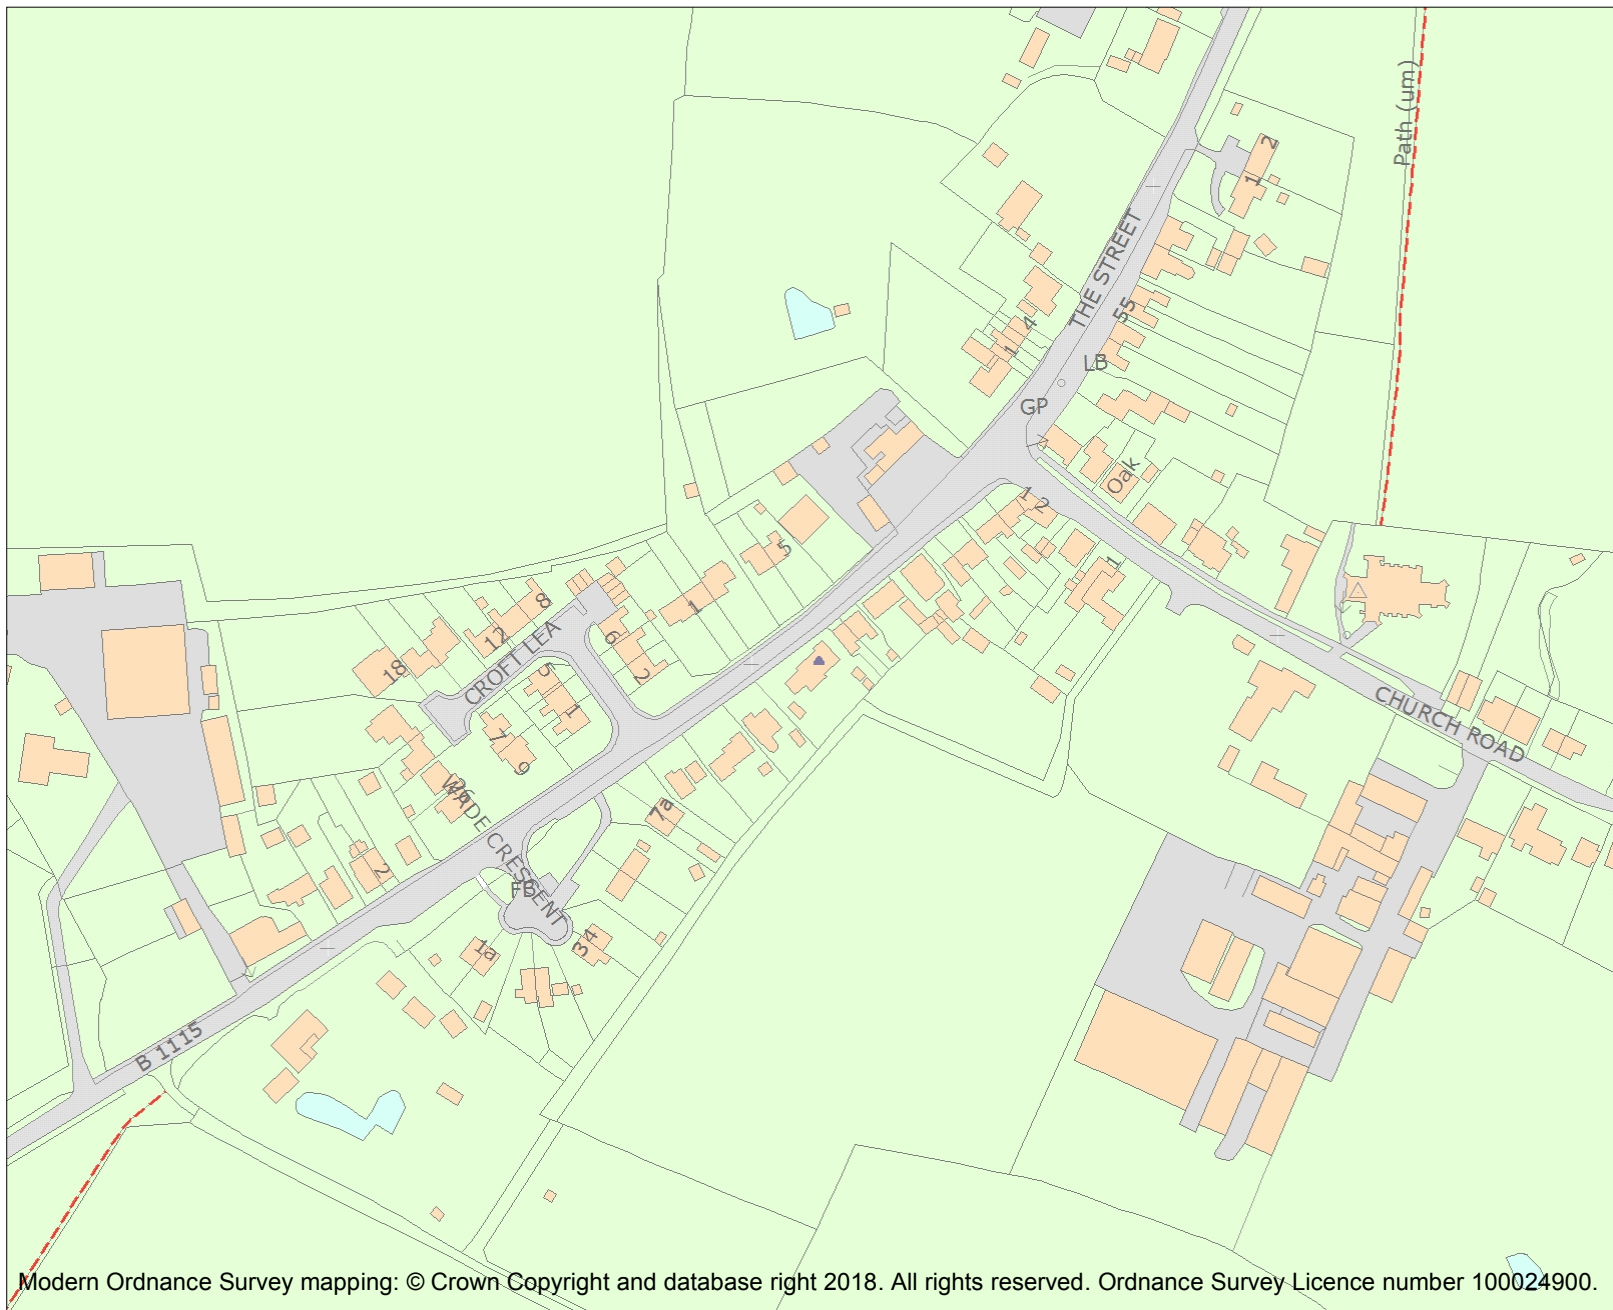 Path (um)
2
1
THE STREET
55
4
1
LB
GP
Oak
1 2
5
1
8
12
CROFT LEA
6
2
18
5
1
7
9
1
CHURCH ROAD
26
WADE CRESCENT
7a
2
FB
34
1a
B 1115
Modern Ordnance Survey mapping: © Crown Copyright and database right 2018. All rights reserved. Ordnance Survey Licence number 100024900.